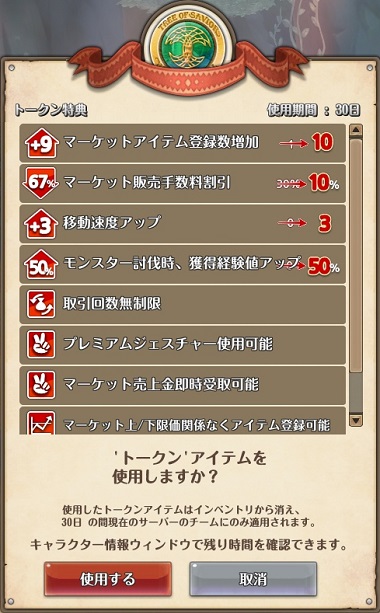 TREE OF SAVIOR
トークン特典 使用期間 : 30日
+9 マーケットアイテム登録数増加 1 → 10
67% マーケット販売手数料割引 30% → 10%
+3 移動速度アップ 0 → 3
50% モンスター討伐時、獲得経験値アップ → 50%
取引回数無制限
プレミアムジェスチャー使用可能
マーケット売上金即時受取可能
マーケット上/下限価関係なくアイテム登録可能
'トークン'アイテムを
使用しますか？
使用したトークンアイテムはインベントリから消え、
30日 の間現在のサーバーのチームにのみ適用されます。
キャラクター情報ウィンドウで残り時間を確認できます。
使用する 取消